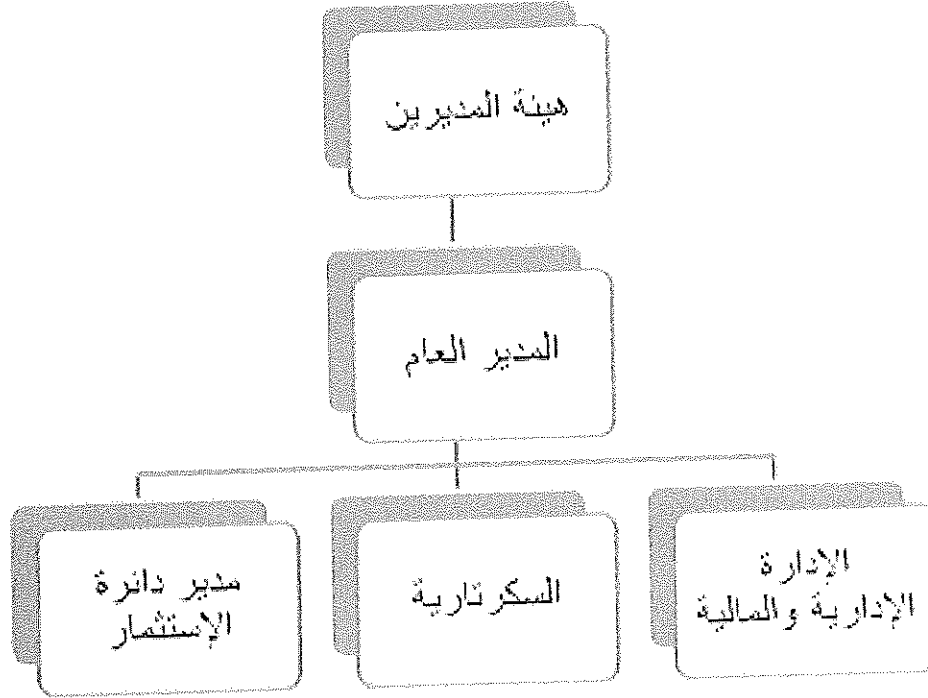 هيئة المديرين
المدير العام
الإدارة
الإدارية والمالية
السكرتارية
مدير دائرة
الإستثمار